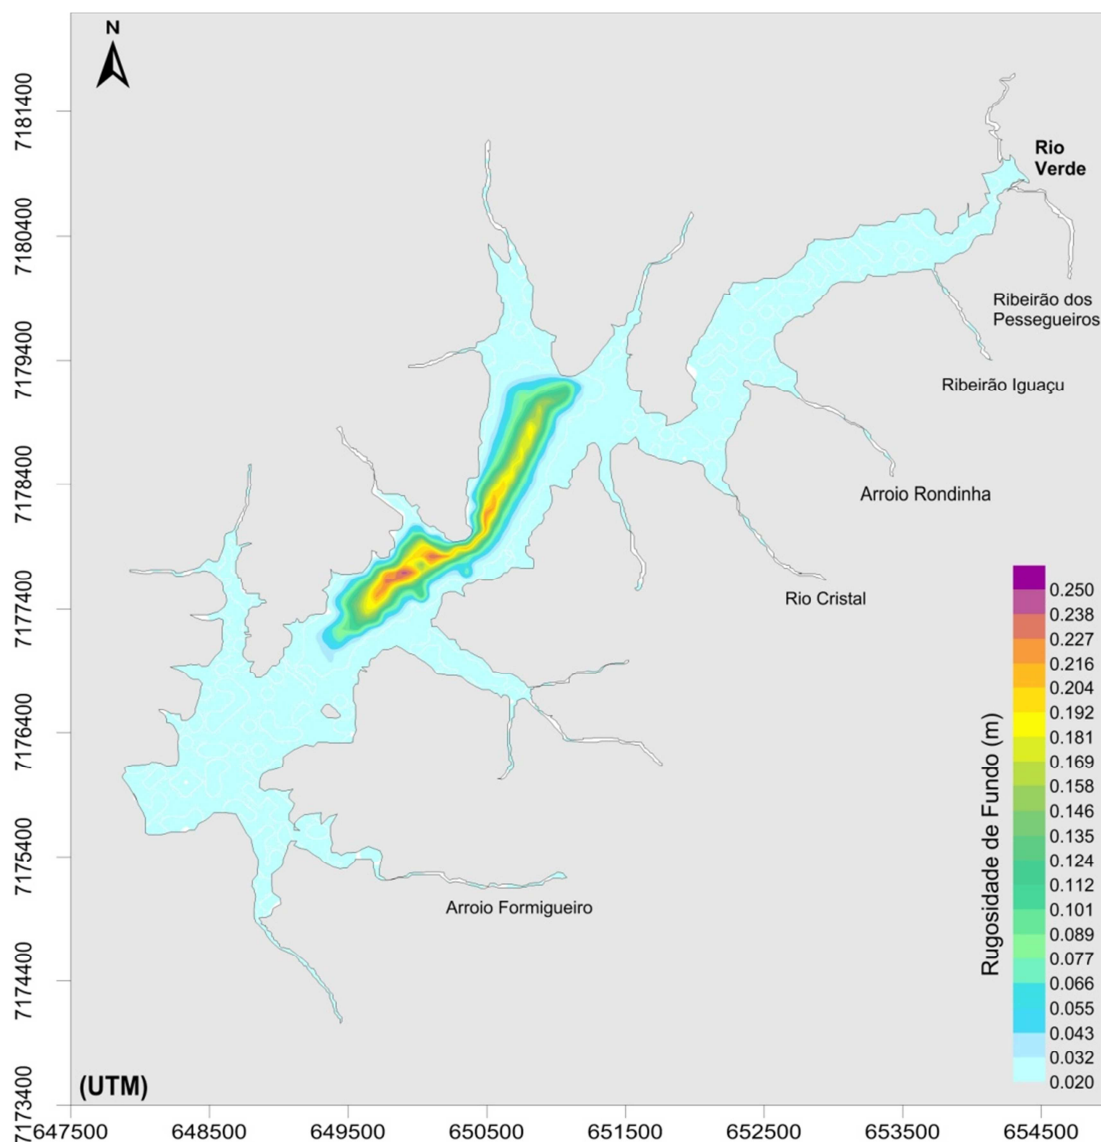 N
7181400
7180400
7179400
7178400
7177400
7176400
7175400
7174400
7173400
Rio
Verde
Ribeirão dos
Pessegueiros
Ribeirão Iguaçu
Arroio Rondinha
Rio Cristal
Arroio Formigueiro
Rugosidade de Fundo (m)
0.250
0.238
0.227
0.216
0.204
0.192
0.181
0.169
0.158
0.146
0.135
0.124
0.112
0.101
0.089
0.077
0.066
0.055
0.043
0.032
0.020
(UTM)
647500 648500 649500 650500 651500 652500 653500 654500